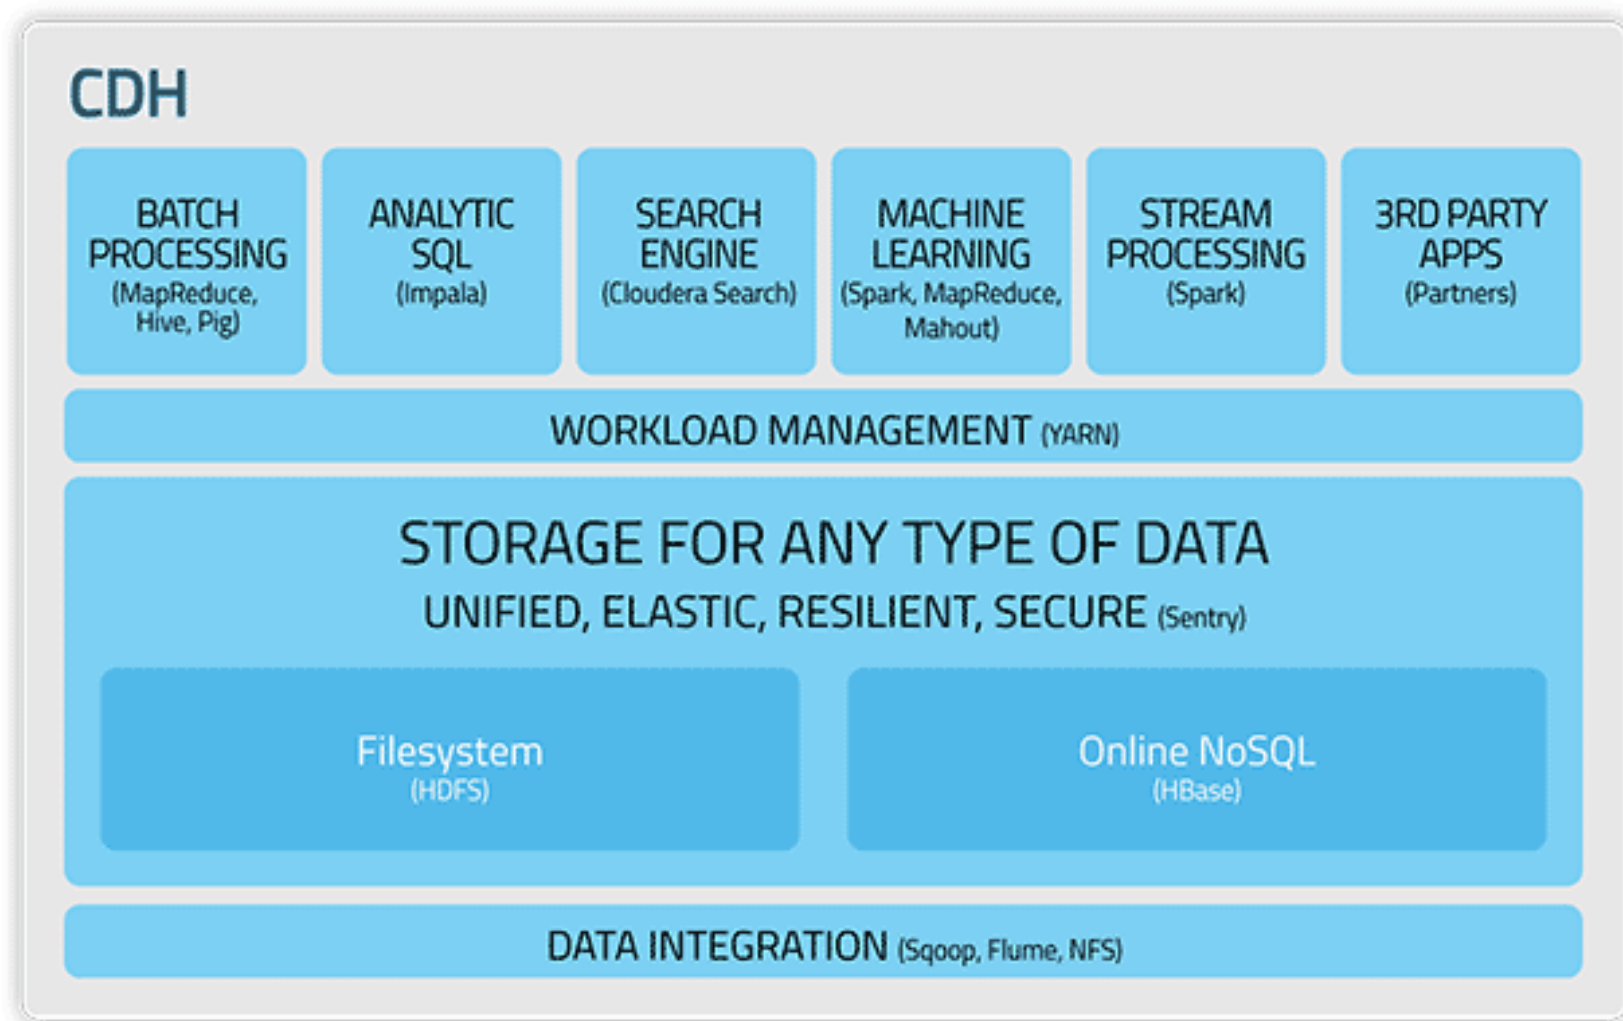 CDH
BATCH
PROCESSING
(MapReduce,
Hive, Pig)
ANALYTIC
SQL
(Impala)
SEARCH
ENGINE
(Cloudera Search)
MACHINE
LEARNING
(Spark, MapReduce,
Mahout)
STREAM
PROCESSING
(Spark)
3RD PARTY
APPS
(Partners)
WORKLOAD MANAGEMENT (YARN)
STORAGE FOR ANY TYPE OF DATA
UNIFIED, ELASTIC, RESILIENT, SECURE (Sentry)
Filesystem
(HDFS)
Online NoSQL
(HBase)
DATA INTEGRATION (Sqoop, Flume, NFS)